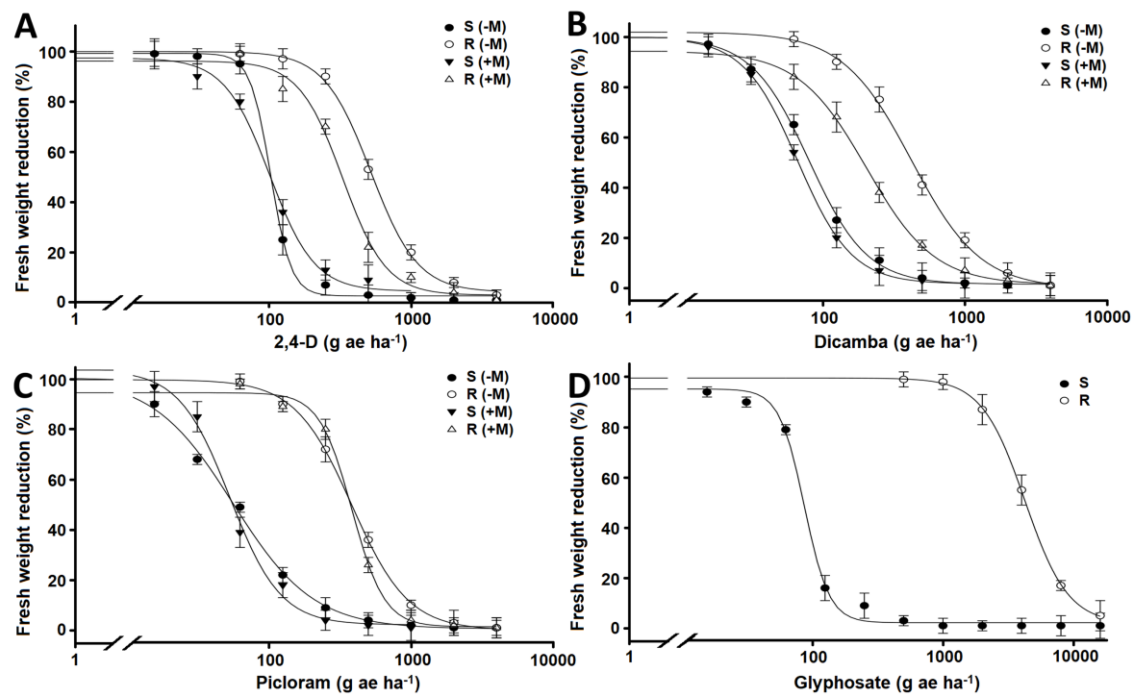 A
Fresh weight reduction (%)
100
80
60
40
20
0
1
100
1000
10000
2,4-D (g ae ha-1)
S (-M)
R (-M)
S (+M)
R (+M)
B
Fresh weight reduction (%)
100
80
60
40
20
0
1
100
1000
10000
Dicamba (g ae ha-1)
S (-M)
R (-M)
S (+M)
R (+M)
C
Fresh weight reduction (%)
100
80
60
40
20
0
1
100
1000
10000
Picloram (g ae ha-1)
S (-M)
R (-M)
S (+M)
R (+M)
D
Fresh weight reduction (%)
100
80
60
40
20
0
1
100
1000
10000
Glyphosate (g ae ha-1)
S
R